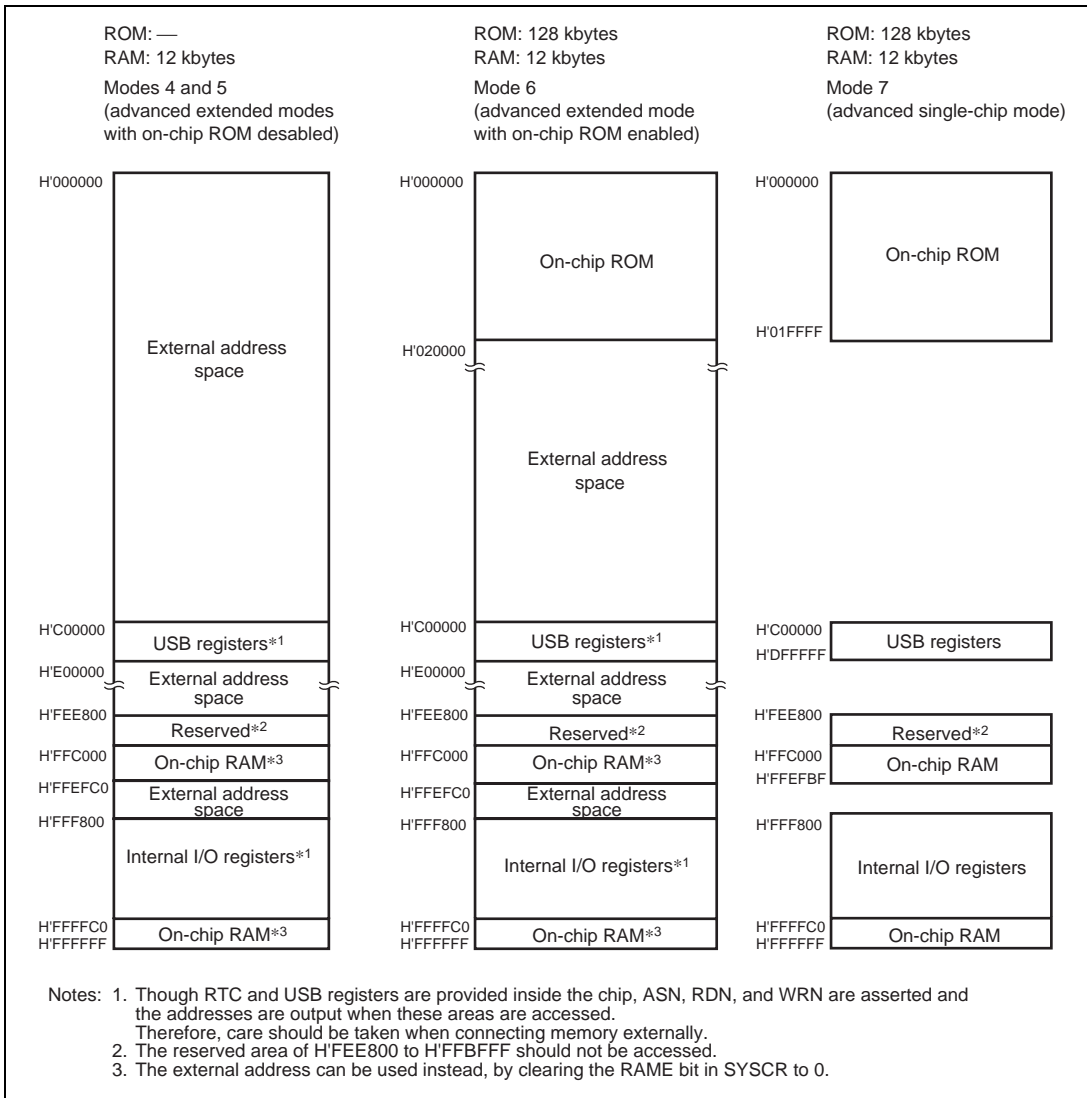 ROM: —
RAM: 12 kbytes
Modes 4 and 5
(advanced extended modes
with on-chip ROM desabled)
H'000000
External address
space
H'C00000
USB registers*1
H'E00000
External address
space
H'FEE800
Reserved*2
H'FFC000
On-chip RAM*3
H'FFEFC0
External address
space
H'FFF800
Internal I/O registers*1
H'FFFFC0
On-chip RAM*3
H'FFFFFF
ROM: 128 kbytes
RAM: 12 kbytes
Mode 6
(advanced extended mode
with on-chip ROM enabled)
H'000000
On-chip ROM
H'020000
External address
space
H'C00000
USB registers*1
H'E00000
External address
space
H'FEE800
Reserved*2
H'FFC000
On-chip RAM*3
H'FFEFC0
External address
space
H'FFF800
Internal I/O registers*1
H'FFFFC0
On-chip RAM*3
H'FFFFFF
ROM: 128 kbytes
RAM: 12 kbytes
Mode 7
(advanced single-chip mode)
H'000000
On-chip ROM
H'01FFFF
H'C00000
USB registers
H'DFFFFF
H'FEE800
Reserved*2
H'FFC000
On-chip RAM
H'FFEFBF
H'FFF800
Internal I/O registers
H'FFFFC0
On-chip RAM
H'FFFFFF
Notes: 1. Though RTC and USB registers are provided inside the chip, ASN, RDN, and WRN are asserted and
the addresses are output when these areas are accessed.
Therefore, care should be taken when connecting memory externally.
2. The reserved area of H'FEE800 to H'FFBFFF should not be accessed.
3. The external address can be used instead, by clearing the RAME bit in SYSCR to 0.